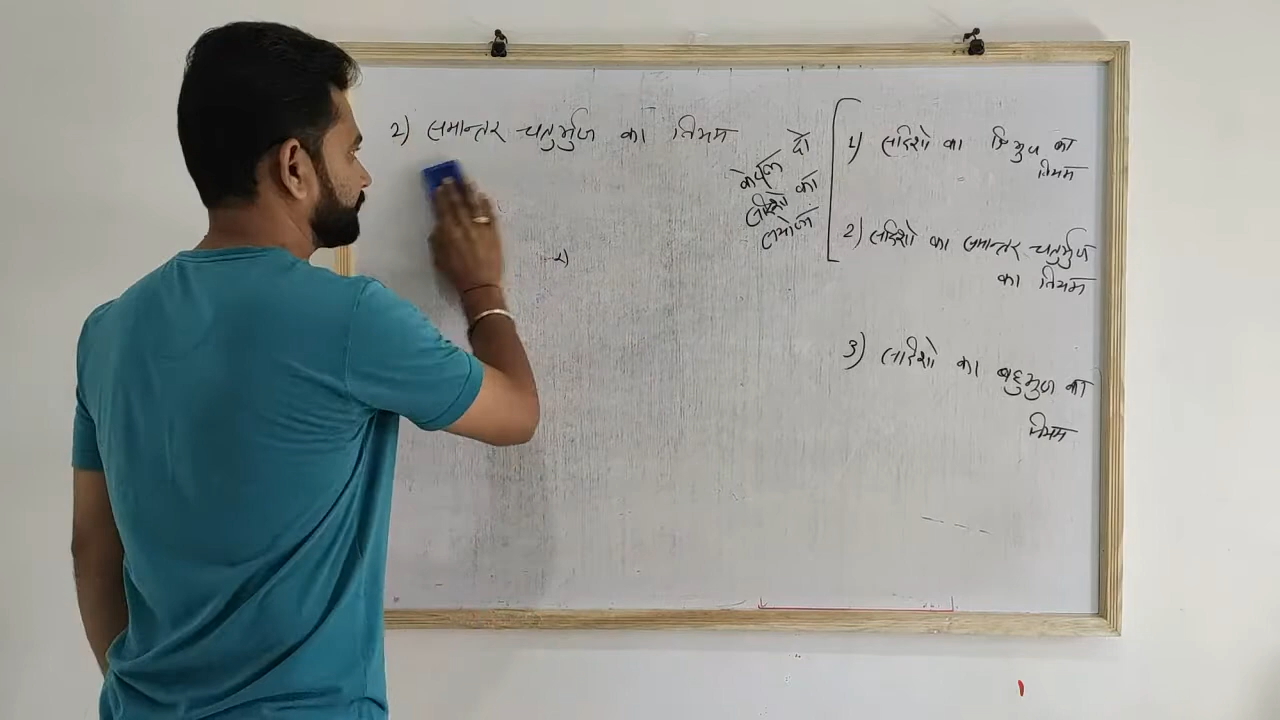 2) समान्तर चतुर्भुज का नियम
केवल दो
सदिशो को
संयोजन
1) सदिशो का त्रिभुज का
नियम
2) सदिशो का समान्तर चतुर्भुज
का नियम
3) सदिशो का बहुभुज का
नियम